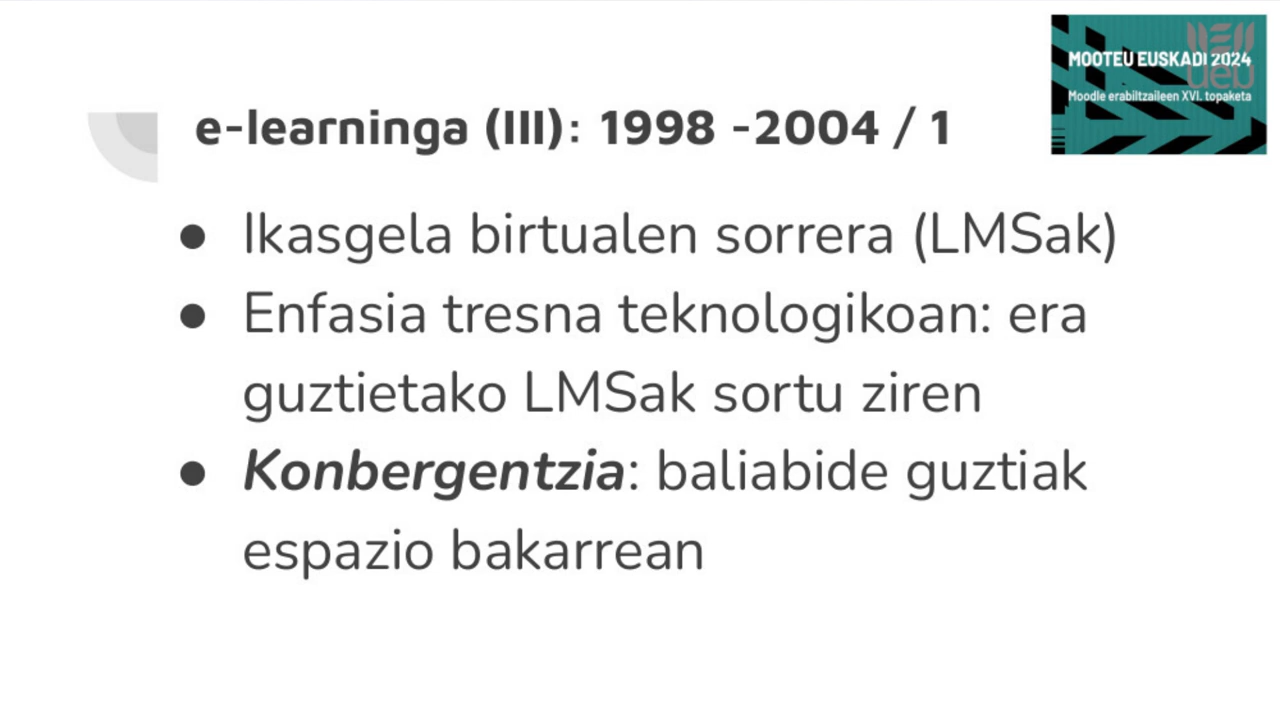 MOOTEU EUSKADI 2024
ueu
Moodle erabiltzaileen XVI. topaketa
e-learninga (III): 1998 -2004 / 1
● Ikasgela birtualen sorrera (LMSak)
● Enfasia tresna teknologikoan: era
guztietako LMSak sortu ziren
● Konbergentzia: baliabide guztiak
espazio bakarrean